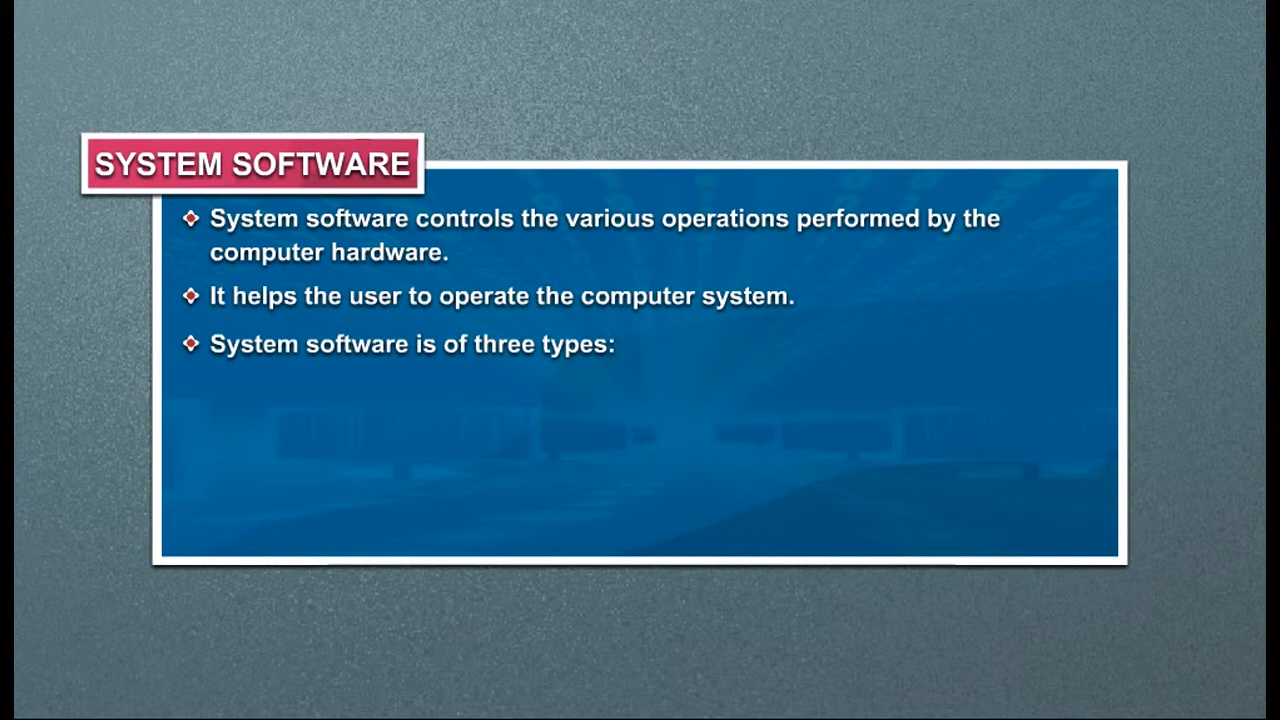 SYSTEM SOFTWARE
System software controls the various operations performed by the
computer hardware.
It helps the user to operate the computer system.
System software is of three types: